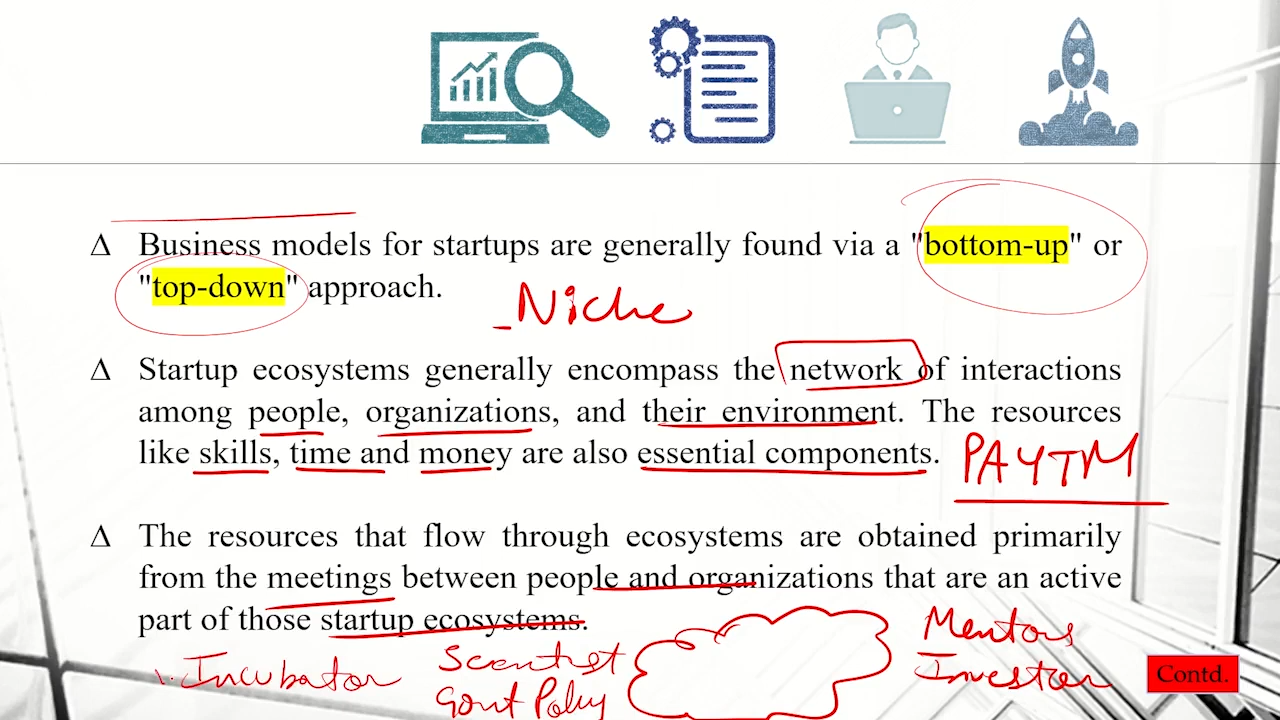 Δ Business models for startups are generally found via a "bottom-up" or
"top-down" approach.
Niche
Δ Startup ecosystems generally encompass the network of interactions
among people, organizations, and their environment. The resources
like skills, time and money are also essential components.
PAYTM
Δ The resources that flow through ecosystems are obtained primarily
from the meetings between people and organizations that are an active
part of those startup ecosystems.
Incubator Scientist Mentors
Govt Policy Investor Contd.